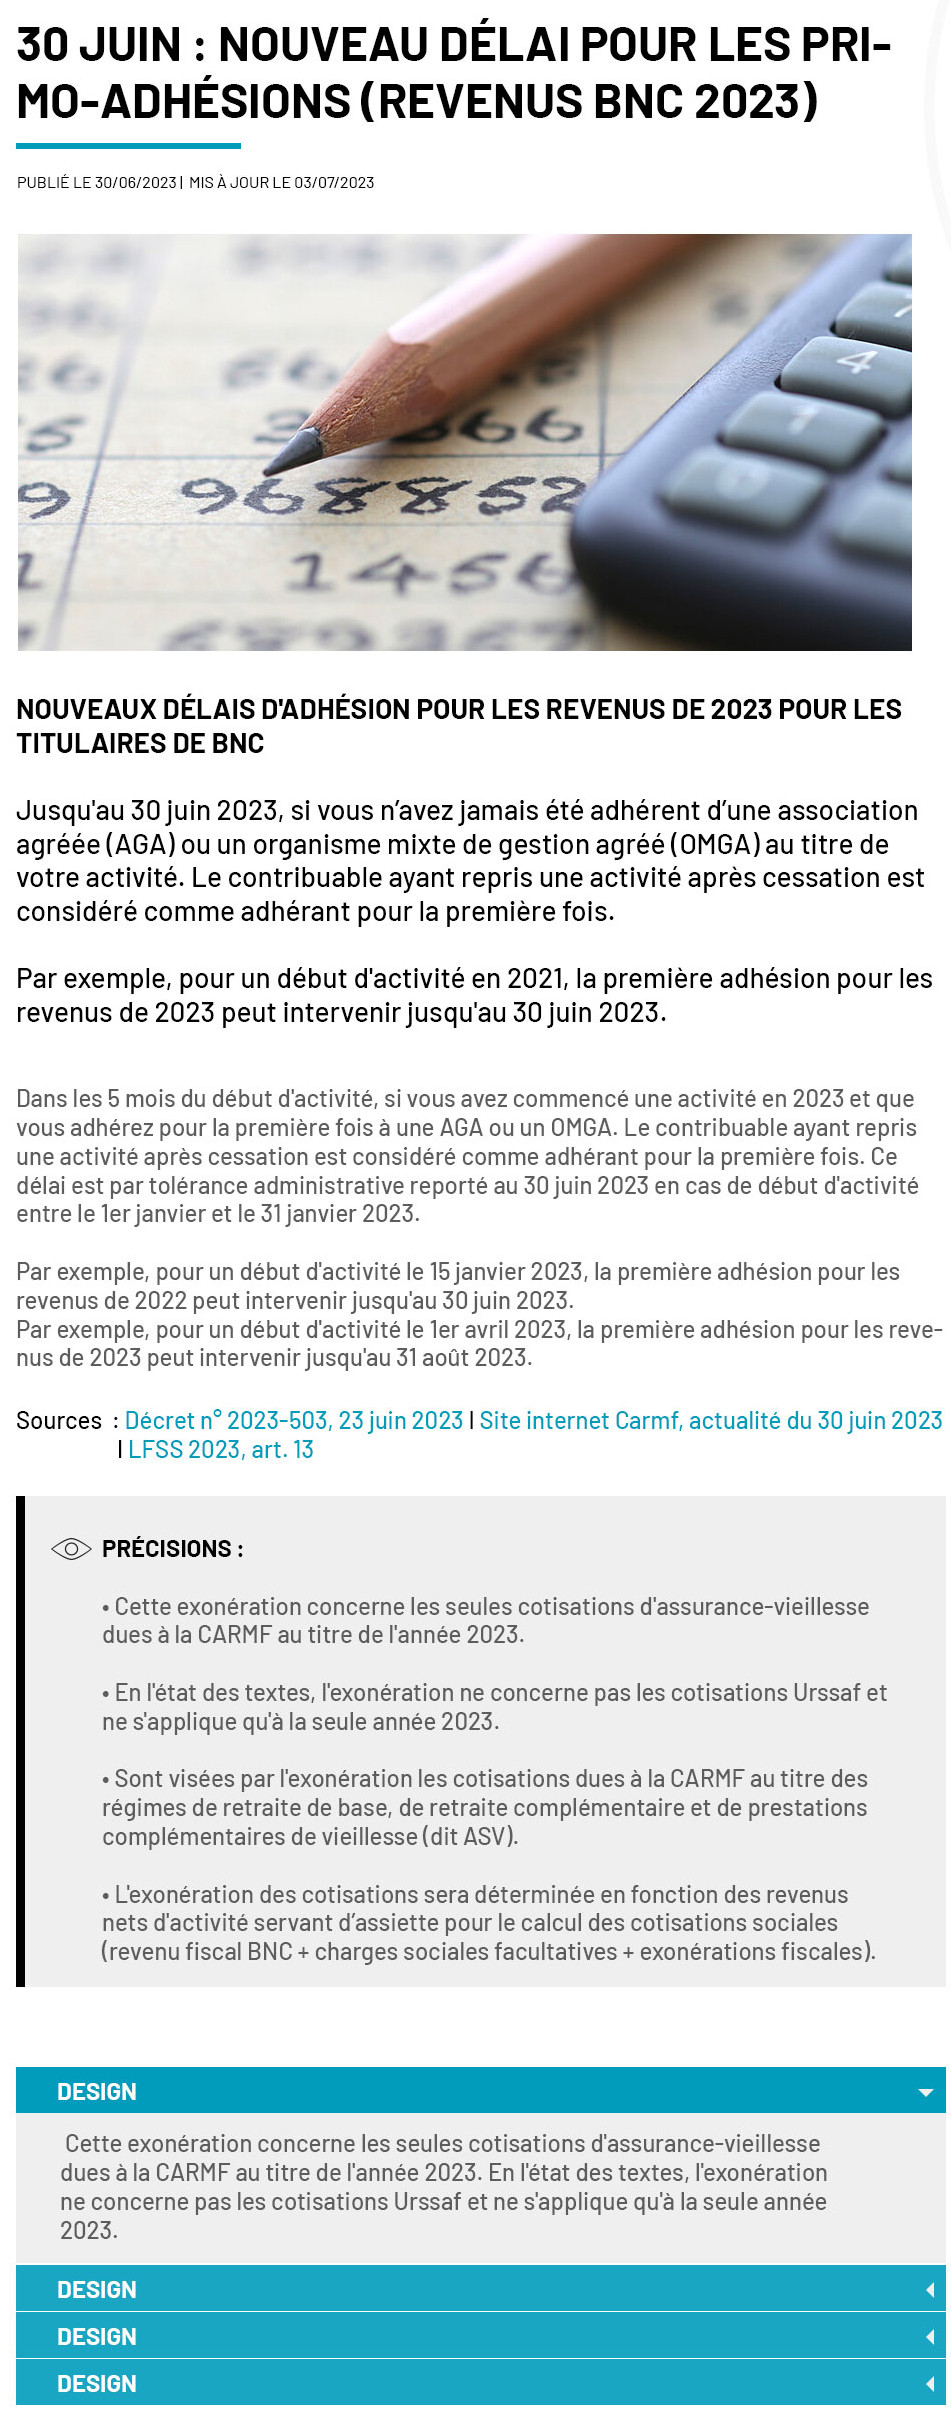 30 JUIN : NOUVEAU DÉLAI POUR LES PRI-
MO-ADHÉSIONS (REVENUS BNC 2023)
PUBLIÉ LE 30/06/2023 | MIS À JOUR LE 03/07/2023
4
1
9 968852
1456
NOUVEAUX DÉLAIS D'ADHÉSION POUR LES REVENUS DE 2023 POUR LES
TITULAIRES DE BNC
Jusqu'au 30 juin 2023, si vous n’avez jamais été adhérent d’une association
agréée (AGA) ou un organisme mixte de gestion agréé (OMGA) au titre de
votre activité. Le contribuable ayant repris une activité après cessation est
considéré comme adhérant pour la première fois.
Par exemple, pour un début d'activité en 2021, la première adhésion pour les
revenus de 2023 peut intervenir jusqu'au 30 juin 2023.
Dans les 5 mois du début d'activité, si vous avez commencé une activité en 2023 et que
vous adhérez pour la première fois à une AGA ou un OMGA. Le contribuable ayant repris
une activité après cessation est considéré comme adhérant pour la première fois. Ce
délai est par tolérance administrative reporté au 30 juin 2023 en cas de début d'activité
entre le 1er janvier et le 31 janvier 2023.
Par exemple, pour un début d'activité le 15 janvier 2023, la première adhésion pour les
revenus de 2022 peut intervenir jusqu'au 30 juin 2023.
Par exemple, pour un début d'activité le 1er avril 2023, la première adhésion pour les reve-
nus de 2023 peut intervenir jusqu'au 31 août 2023.
Sources : Décret n° 2023-503, 23 juin 2023 I Site internet Carmf, actualité du 30 juin 2023
I LFSS 2023, art. 13
PRÉCISIONS :
• Cette exonération concerne les seules cotisations d'assurance-vieillesse
dues à la CARMF au titre de l'année 2023.
• En l'état des textes, l'exonération ne concerne pas les cotisations Urssaf et
ne s'applique qu'à la seule année 2023.
• Sont visées par l'exonération les cotisations dues à la CARMF au titre des
régimes de retraite de base, de retraite complémentaire et de prestations
complémentaires de vieillesse (dit ASV).
• L'exonération des cotisations sera déterminée en fonction des revenus
nets d'activité servant d’assiette pour le calcul des cotisations sociales
(revenu fiscal BNC + charges sociales facultatives + exonérations fiscales).
DESIGN
Cette exonération concerne les seules cotisations d'assurance-vieillesse
dues à la CARMF au titre de l'année 2023. En l'état des textes, l'exonération
ne concerne pas les cotisations Urssaf et ne s'applique qu'à la seule année
2023.
DESIGN
DESIGN
DESIGN